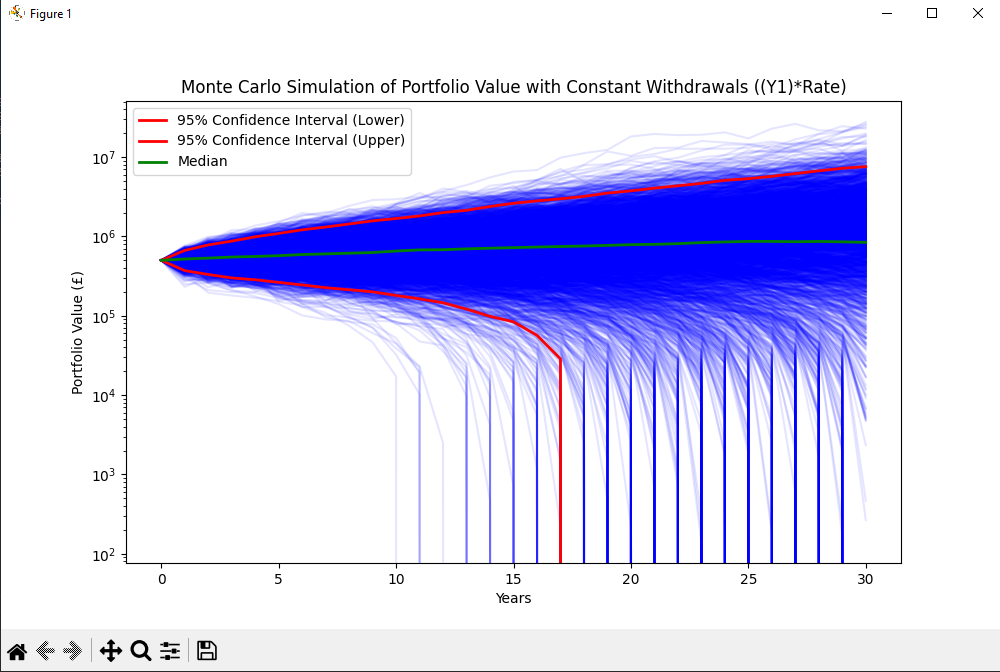 Figure 1
Monte Carlo Simulation of Portfolio Value with Constant Withdrawals ((Y1)*Rate)
95% Confidence Interval (Lower)
95% Confidence Interval (Upper)
Median
Portfolio Value (£)
10⁷
10⁶
10⁵
10⁴
10³
10²
0 5 10 15 20 25 30
Years